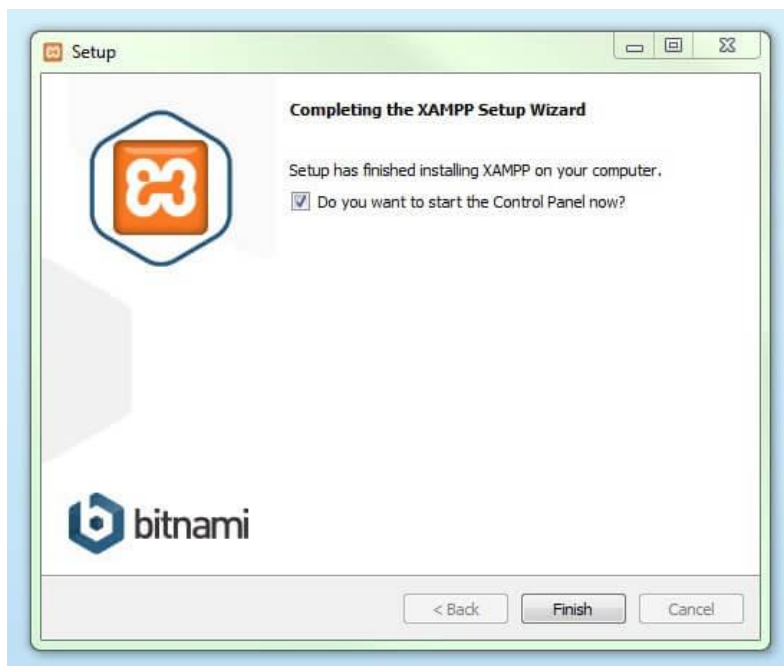 Setup
Completing the XAMPP Setup Wizard
Setup has finished installing XAMPP on your computer.
Do you want to start the Control Panel now?
bitnami
< Back
Finish
Cancel